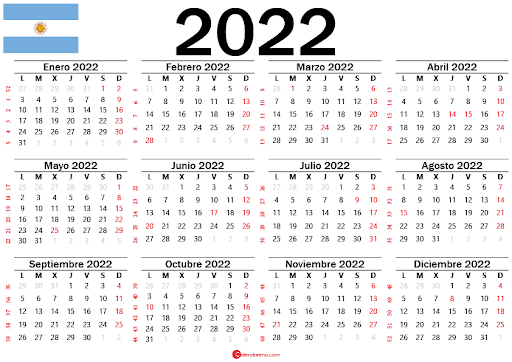 2022
Enero 2022
L M X J V S D
27 28 29 30 31 1 2
3 4 5 6 7 8 9
10 11 12 13 14 15 16
17 18 19 20 21 22 23
24 25 26 27 28 29 30
31 1 2 3 4 5 6
Febrero 2022
L M X J V S D
31 1 2 3 4 5 6
7 8 9 10 11 12 13
14 15 16 17 18 19 20
21 22 23 24 25 26 27
28 1 2 3 4 5 6
Marzo 2022
L M X J V S D
28 1 2 3 4 5 6
7 8 9 10 11 12 13
14 15 16 17 18 19 20
21 22 23 24 25 26 27
28 29 30 31 1 2 3
Abril 2022
L M X J V S D
28 29 30 31 1 2 3
4 5 6 7 8 9 10
11 12 13 14 15 16 17
18 19 20 21 22 23 24
25 26 27 28 29 30 1
Mayo 2022
L M X J V S D
25 26 27 28 29 30 1
2 3 4 5 6 7 8
9 10 11 12 13 14 15
16 17 18 19 20 21 22
23 24 25 26 27 28 29
30 31 1 2 3 4 5
Junio 2022
L M X J V S D
30 31 1 2 3 4 5
6 7 8 9 10 11 12
13 14 15 16 17 18 19
20 21 22 23 24 25 26
27 28 29 30 1 2 3
Julio 2022
L M X J V S D
27 28 29 30 1 2 3
4 5 6 7 8 9 10
11 12 13 14 15 16 17
18 19 20 21 22 23 24
25 26 27 28 29 30 31
Agosto 2022
L M X J V S D
1 2 3 4 5 6 7
8 9 10 11 12 13 14
15 16 17 18 19 20 21
22 23 24 25 26 27 28
29 30 31 1 2 3 4
Septiembre 2022
L M X J V S D
29 30 31 1 2 3 4
5 6 7 8 9 10 11
12 13 14 15 16 17 18
19 20 21 22 23 24 25
26 27 28 29 30 1 2
Octubre 2022
L M X J V S D
26 27 28 29 30 1 2
3 4 5 6 7 8 9
10 11 12 13 14 15 16
17 18 19 20 21 22 23
24 25 26 27 28 29 30
31 1 2 3 4 5 6
Noviembre 2022
L M X J V S D
31 1 2 3 4 5 6
7 8 9 10 11 12 13
14 15 16 17 18 19 20
21 22 23 24 25 26 27
28 29 30 1 2 3 4
Diciembre 2022
L M X J V S D
28 29 30 1 2 3 4
5 6 7 8 9 10 11
12 13 14 15 16 17 18
19 20 21 22 23 24 25
26 27 28 29 30 31 1